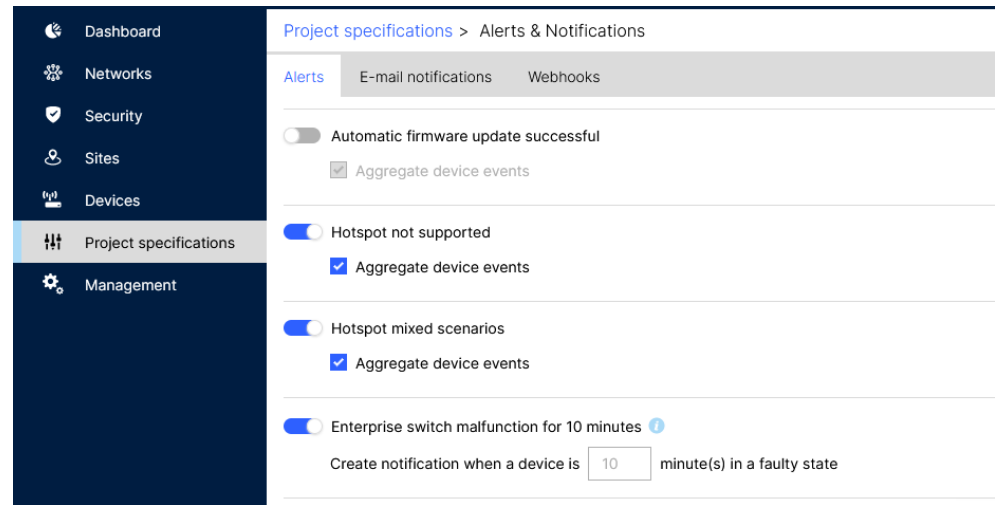 Dashboard
Networks
Security
Sites
Devices
Project specifications
Management
Project specifications > Alerts & Notifications
Alerts E-mail notifications Webhooks
Automatic firmware update successful
Aggregate device events
Hotspot not supported
Aggregate device events
Hotspot mixed scenarios
Aggregate device events
Enterprise switch malfunction for 10 minutes i
Create notification when a device is 10 minute(s) in a faulty state